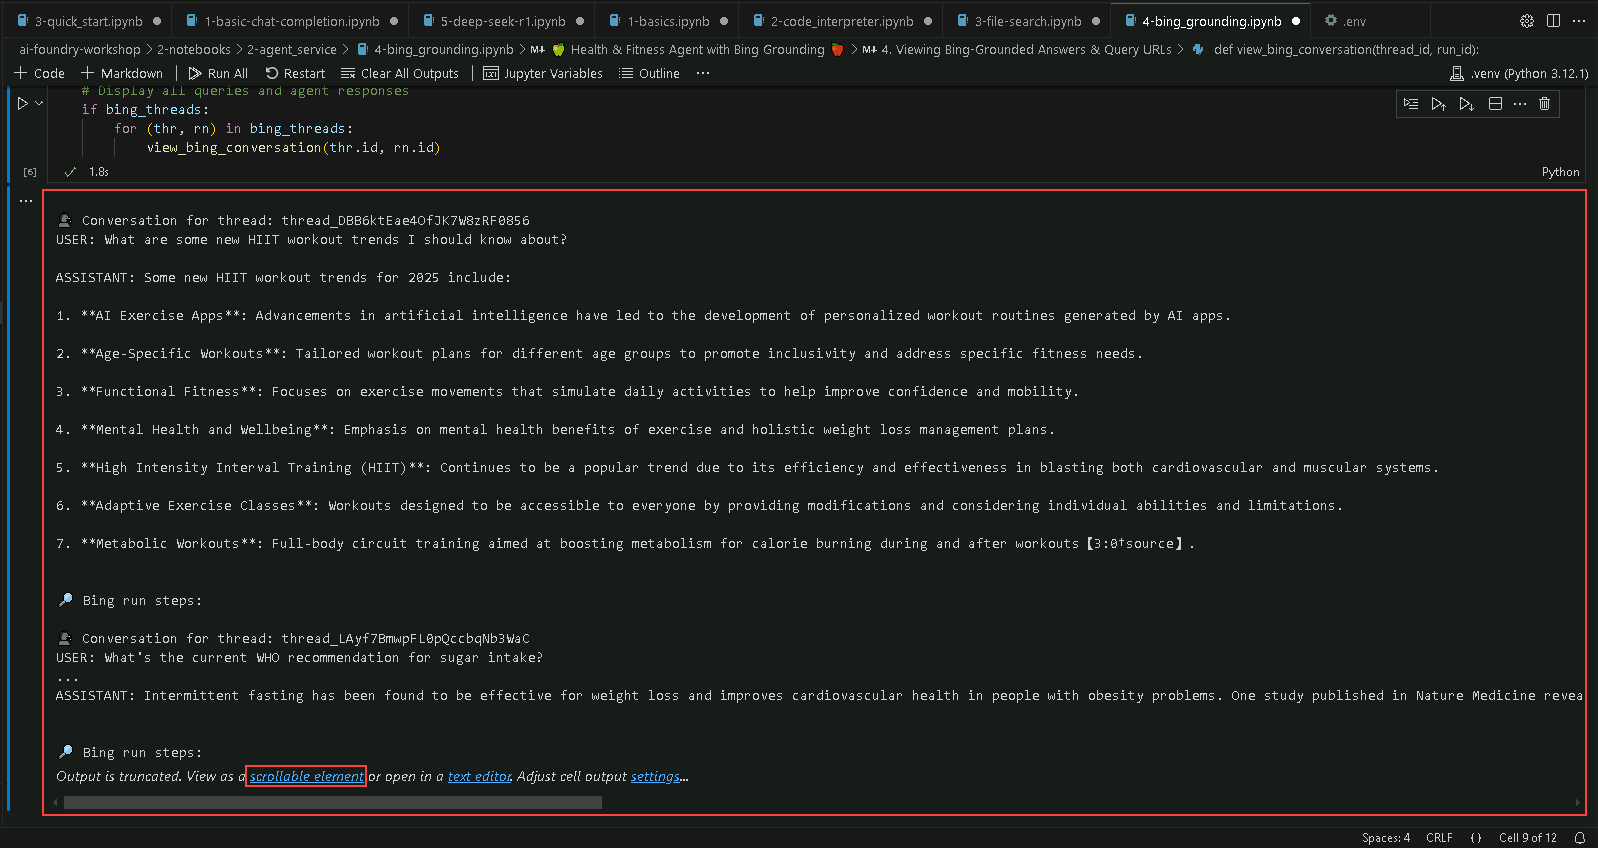 3-quick_start.ipynb
1-basic-chat-completion.ipynb
5-deep-seek-r1.ipynb
1-basics.ipynb
2-code_interpreter.ipynb
3-file-search.ipynb
4-bing_grounding.ipynb
.env
ai-foundry-workshop > 2-notebooks > 2-agent_service > 4-bing_grounding.ipynb > M↓ 🍏 Health & Fitness Agent with Bing Grounding 🍎 > M↓ 4. Viewing Bing-Grounded Answers & Query URLs > def view_bing_conversation(thread_id, run_id):
+ Code + Markdown | Run All Restart Clear All Outputs | Jupyter Variables Outline ··· .venv (Python 3.12.1)
# Display all queries and agent responses
if bing_threads:
for (thr, rn) in bing_threads:
view_bing_conversation(thr.id, rn.id)
[6] ✓ 1.8s Python
...
Conversation for thread: thread_DBB6ktEae4OfJK7W8zRF0856
USER: What are some new HIIT workout trends I should know about?
ASSISTANT: Some new HIIT workout trends for 2025 include:
1. **AI Exercise Apps**: Advancements in artificial intelligence have led to the development of personalized workout routines generated by AI apps.
2. **Age-Specific Workouts**: Tailored workout plans for different age groups to promote inclusivity and address specific fitness needs.
3. **Functional Fitness**: Focuses on exercise movements that simulate daily activities to help improve confidence and mobility.
4. **Mental Health and Wellbeing**: Emphasis on mental health benefits of exercise and holistic weight loss management plans.
5. **High Intensity Interval Training (HIIT)**: Continues to be a popular trend due to its efficiency and effectiveness in blasting both cardiovascular and muscular systems.
6. **Adaptive Exercise Classes**: Workouts designed to be accessible to everyone by providing modifications and considering individual abilities and limitations.
7. **Metabolic Workouts**: Full-body circuit training aimed at boosting metabolism for calorie burning during and after workouts【3:0†source】.
🔎 Bing run steps:
Conversation for thread: thread_LAyf7BmwpFL0pQccbqNb3WaC
USER: What's the current WHO recommendation for sugar intake?
...
ASSISTANT: Intermittent fasting has been found to be effective for weight loss and improves cardiovascular health in people with obesity problems. One study published in Nature Medicine revea
🔎 Bing run steps:
Output is truncated. View as a scrollable element or open in a text editor. Adjust cell output settings...
Spaces: 4 CRLF {} Cell 9 of 12